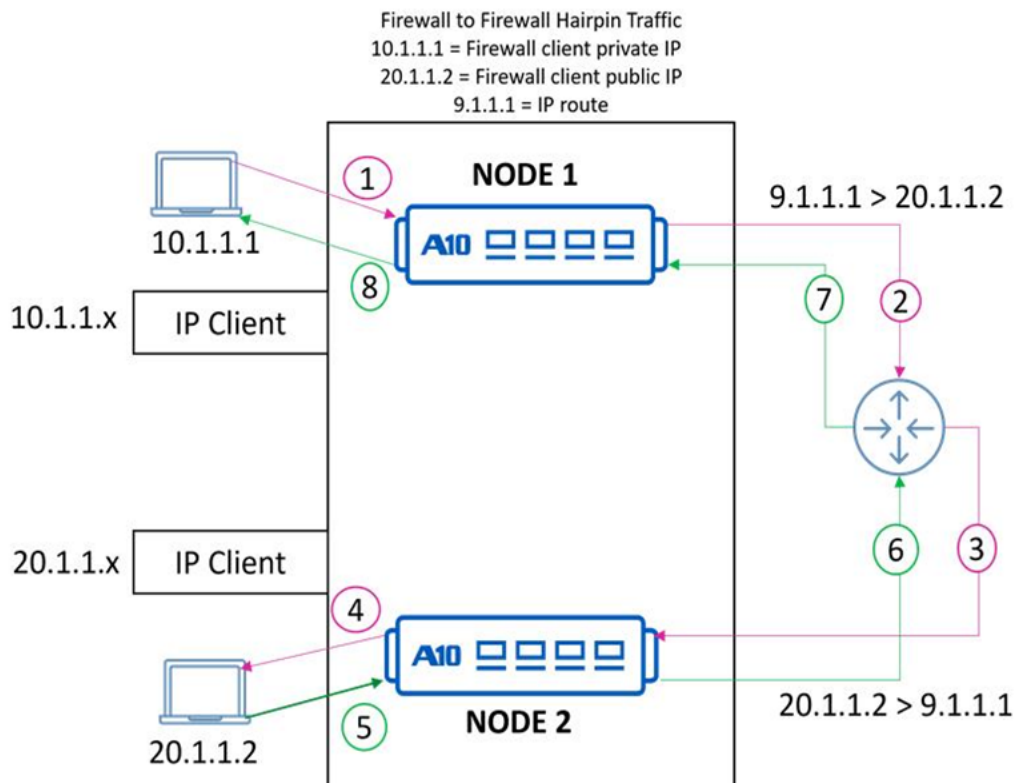 Firewall to Firewall Hairpin Traffic
10.1.1.1 = Firewall client private IP
20.1.1.2 = Firewall client public IP
9.1.1.1 = IP route
NODE 1
1
9.1.1.1 > 20.1.1.2
A10
10.1.1.1
8
7
2
10.1.1.x
IP Client
20.1.1.x
IP Client
6
3
4
A10
5
NODE 2
20.1.1.2 > 9.1.1.1
20.1.1.2